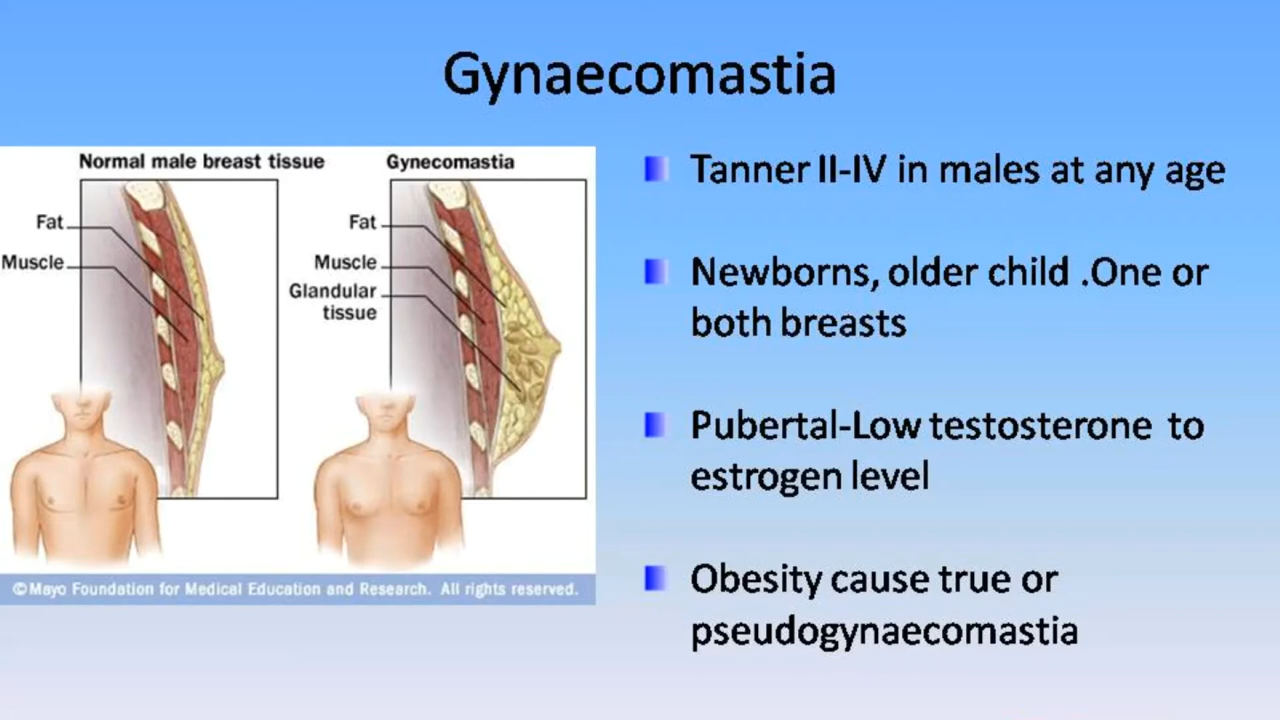 Gynaecomastia
Normal male breast tissue
Fat
Muscle
Gynecomastia
Fat
Muscle
Glandular
tissue
©Mayo Foundation for Medical Education and Research. All rights reserved.
Tanner II-IV in males at any age
Newborns, older child .One or
both breasts
Pubertal-Low testosterone to
estrogen level
Obesity cause true or
pseudogynaecomastia